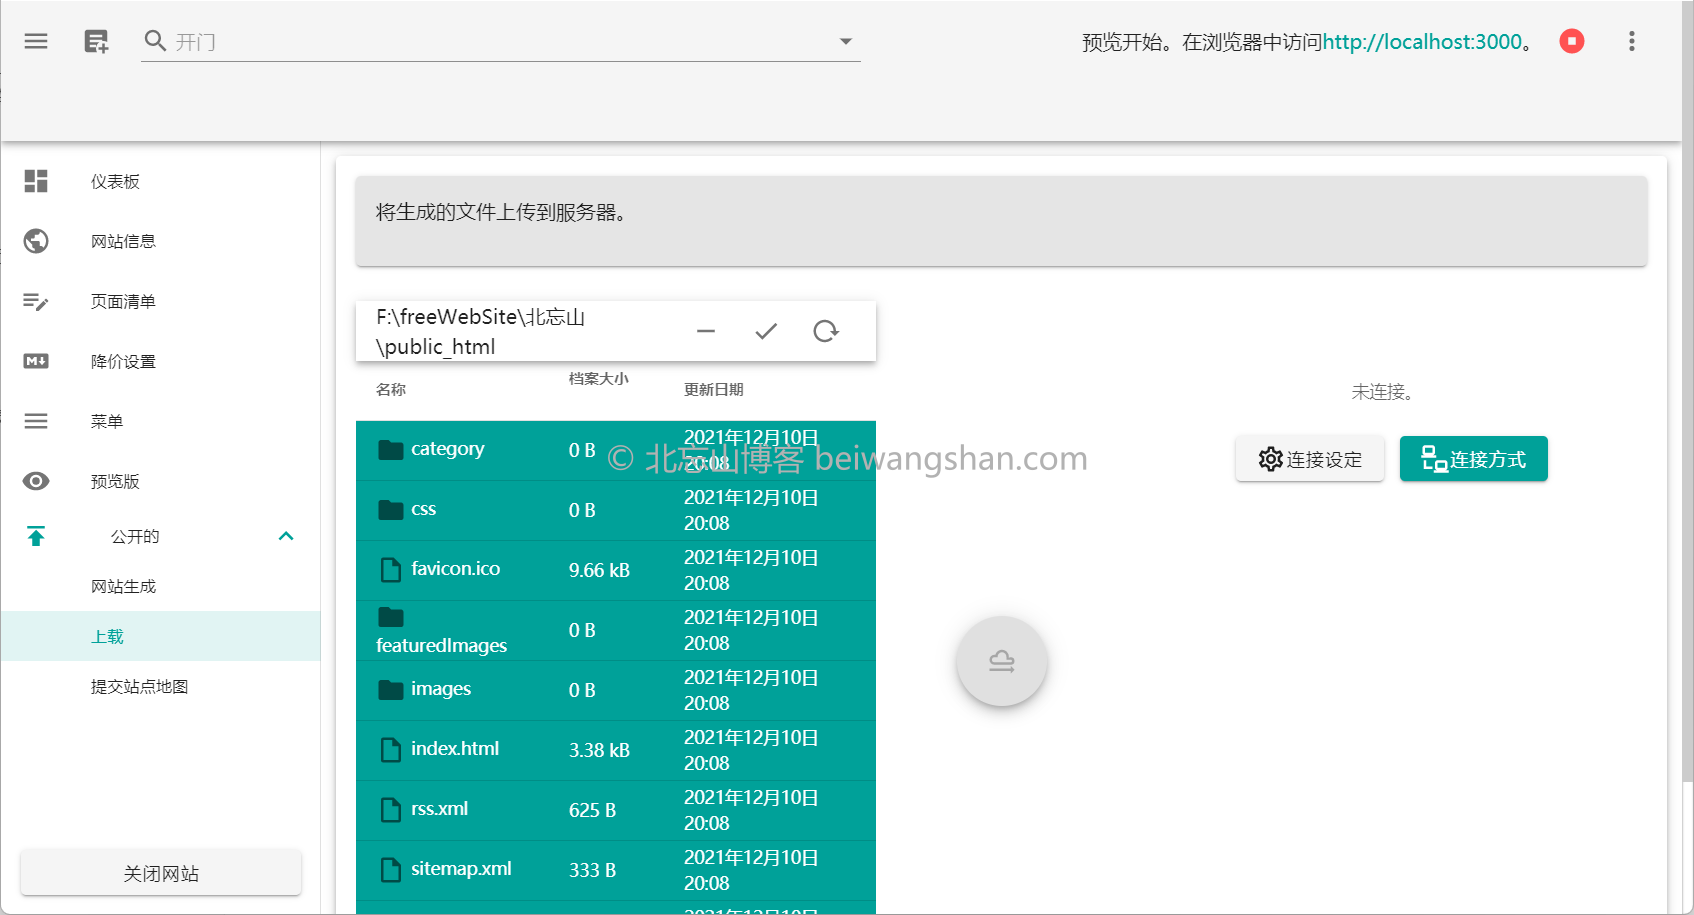 开门
预览开始。在浏览器中访问http://localhost:3000。
仪表板
网站信息
页面清单
降价设置
菜单
预览版
公开的
网站生成
上载
提交站点地图
关闭网站
将生成的文件上传到服务器。
F:\freeWebSite\北忘山
\public_html
名称 档案大小 更新日期
category 0 B 2021年12月10日
20:08
css 0 B 2021年12月10日
20:08
favicon.ico 9.66 kB 2021年12月10日
20:08
featuredImages 0 B 2021年12月10日
20:08
images 0 B 2021年12月10日
20:08
index.html 3.38 kB 2021年12月10日
20:08
rss.xml 625 B 2021年12月10日
20:08
sitemap.xml 333 B 2021年12月10日
20:08
© 北忘山博客 beiwangshan.com
未连接。
连接设定
连接方式